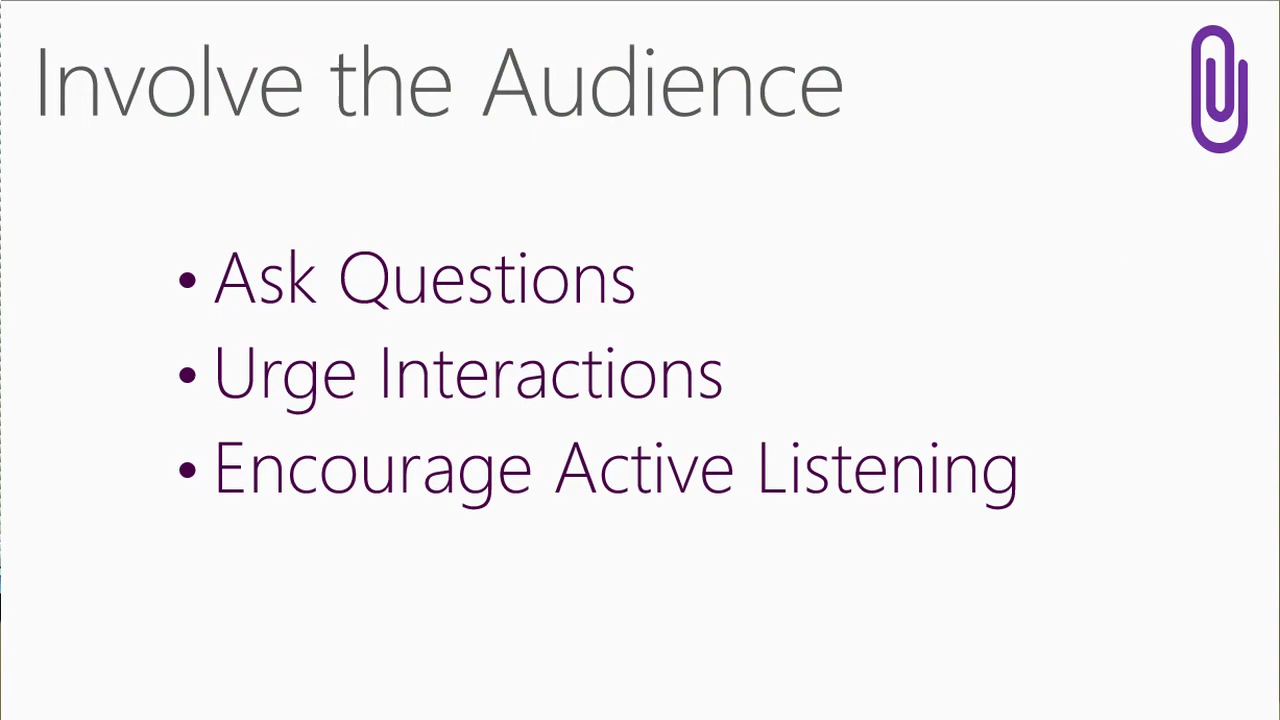 Involve the Audience
• Ask Questions
• Urge Interactions
• Encourage Active Listening